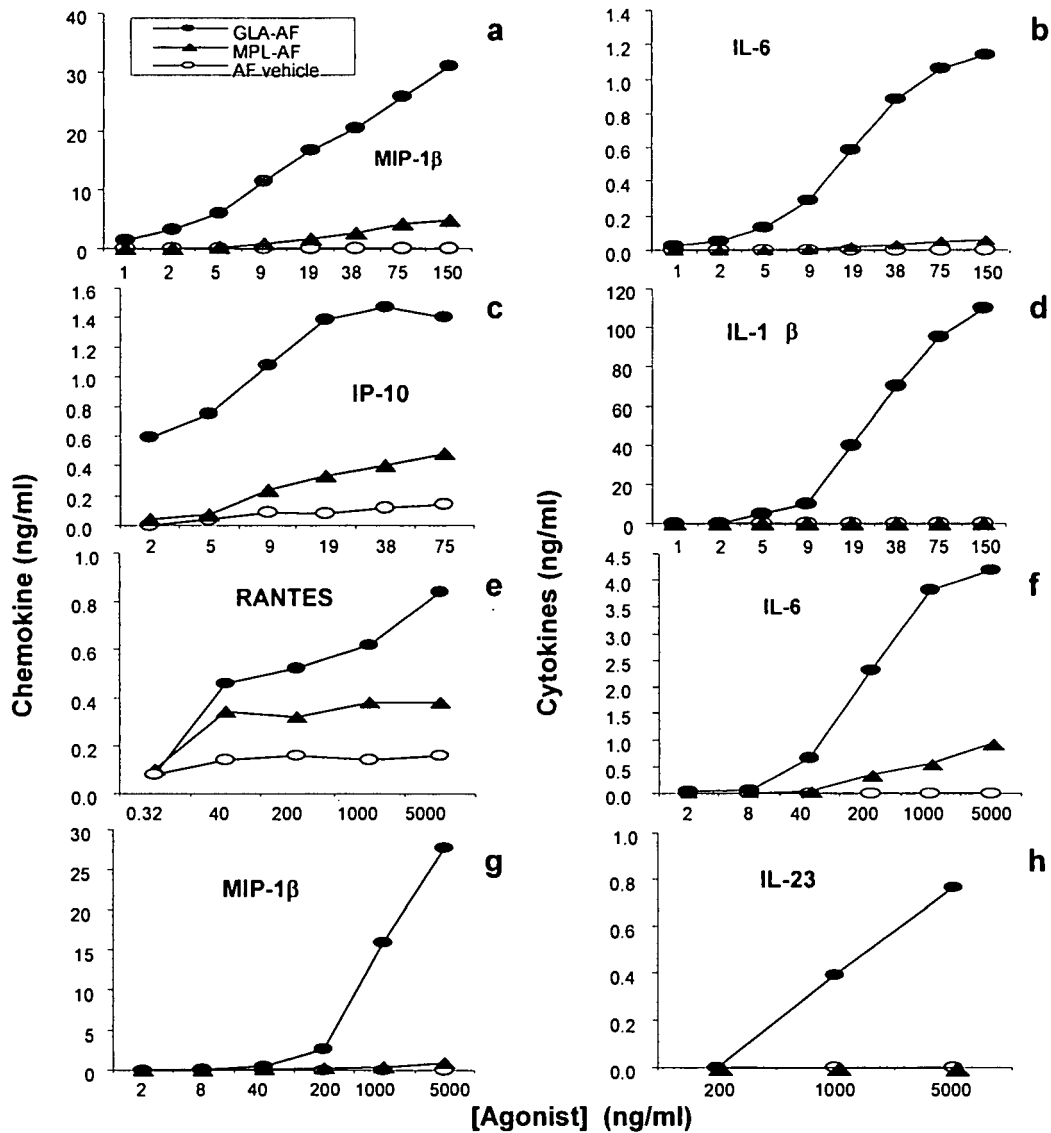 a
GLA-AF
MPL-AF
AF vehicle
MIP-1β
40
30
20
10
0
1 2 5 9 19 38 75 150
b
IL-6
1.4
1.2
1.0
0.8
0.6
0.4
0.2
0.0
1 2 5 9 19 38 75 150
c
IP-10
1.6
1.4
1.2
1.0
0.8
0.6
0.4
0.2
0.0
2 5 9 19 38 75
d
IL-1 β
120
100
80
60
40
20
0
1 2 5 9 19 38 75 150
e
RANTES
1.0
0.8
0.6
0.4
0.2
0.0
0.32 40 200 1000 5000
f
IL-6
4.5
4.0
3.5
3.0
2.5
2.0
1.5
1.0
0.5
0.0
2 8 40 200 1000 5000
g
MIP-1β
30
25
20
15
10
5
0
2 8 40 200 1000 5000
h
IL-23
1.0
0.8
0.6
0.4
0.2
0.0
200 1000 5000
Chemokine (ng/ml)
Cytokines (ng/ml)
[Agonist] (ng/ml)